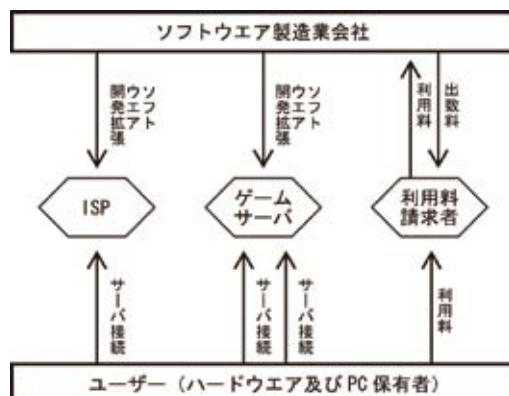 ソフトウエア製造業会社
ソフト
ウエア
開発拡張
ソフト
ウエア
開発拡張
利用料
出数料
ISP
ゲーム
サーバ
利用料
請求者
サーバ接続
サーバ接続
サーバ接続
利用料
ユーザー（ハードウエア及びPC保有者）